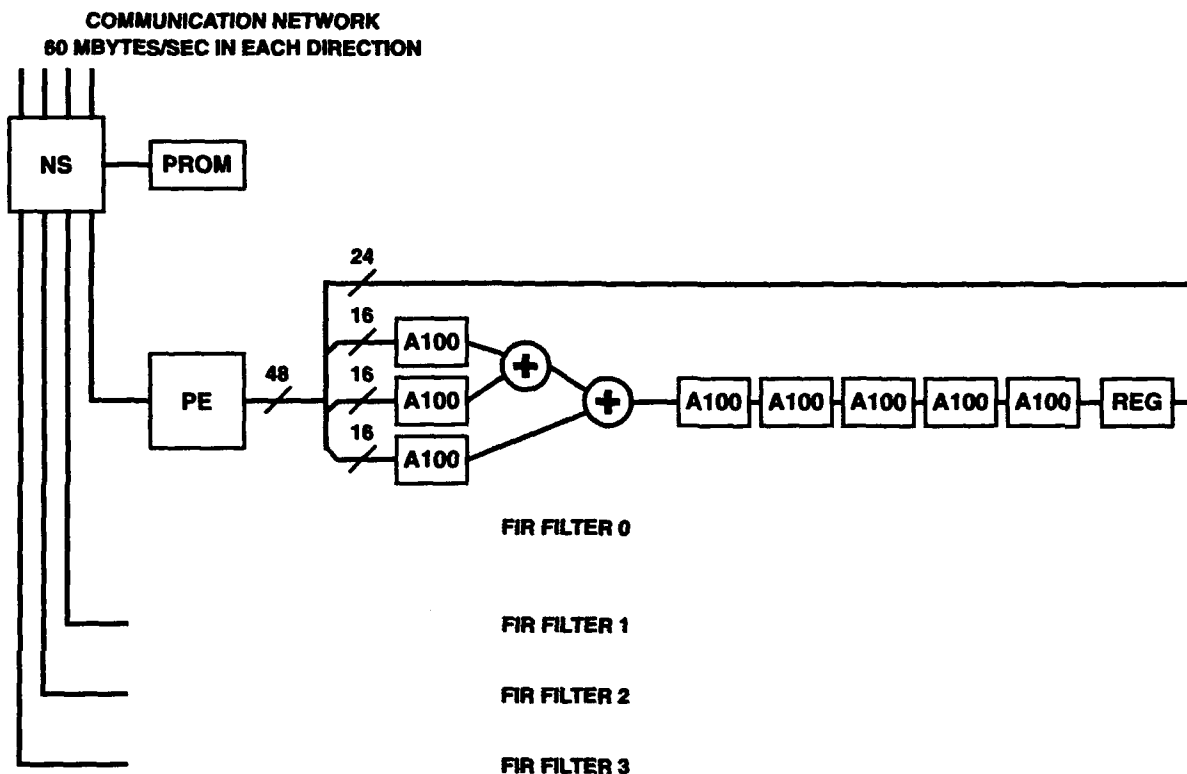 COMMUNICATION NETWORK
60 MBYTES/SEC IN EACH DIRECTION
NS
PROM
24
16
A100
+
48
PE
16
A100
+
A100
A100
A100
A100
A100
REG
16
A100
FIR FILTER 0
FIR FILTER 1
FIR FILTER 2
FIR FILTER 3